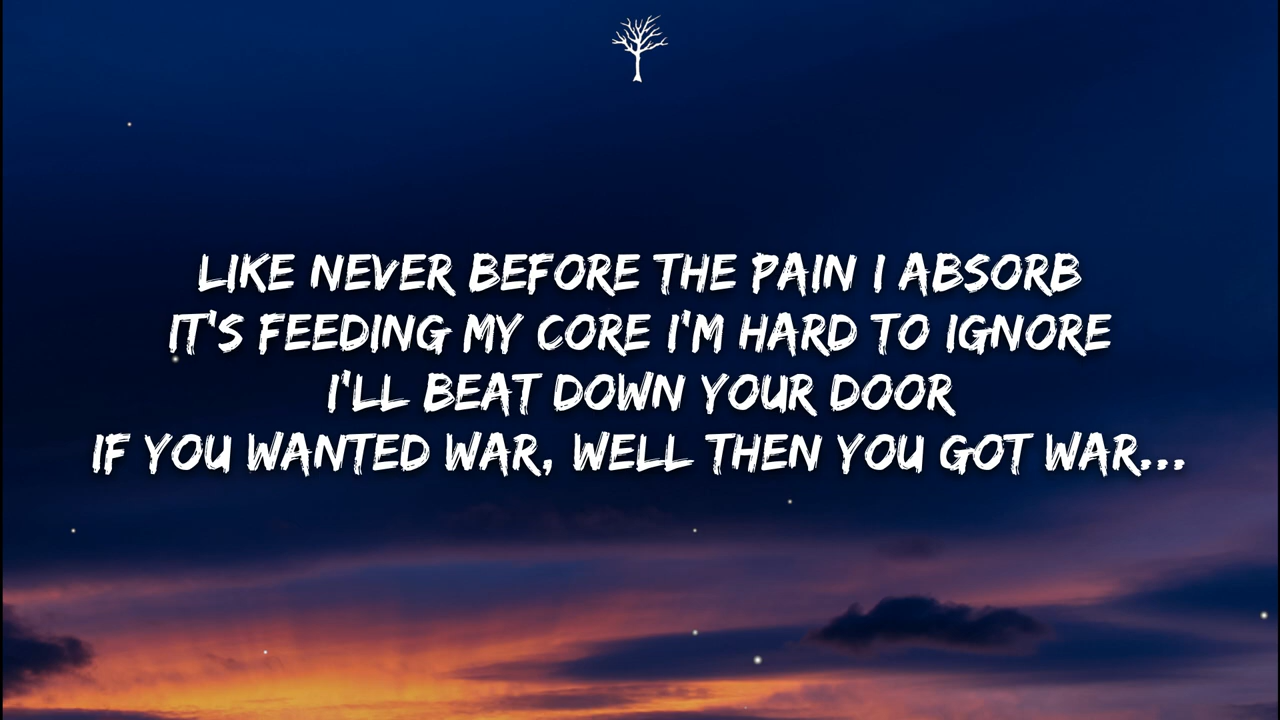 LIKE NEVER BEFORE THE PAIN I ABSORB
IT'S FEEDING MY CORE I'M HARD TO IGNORE
I'LL BEAT DOWN YOUR DOOR
IF YOU WANTED WAR, WELL THEN YOU GOT WAR...